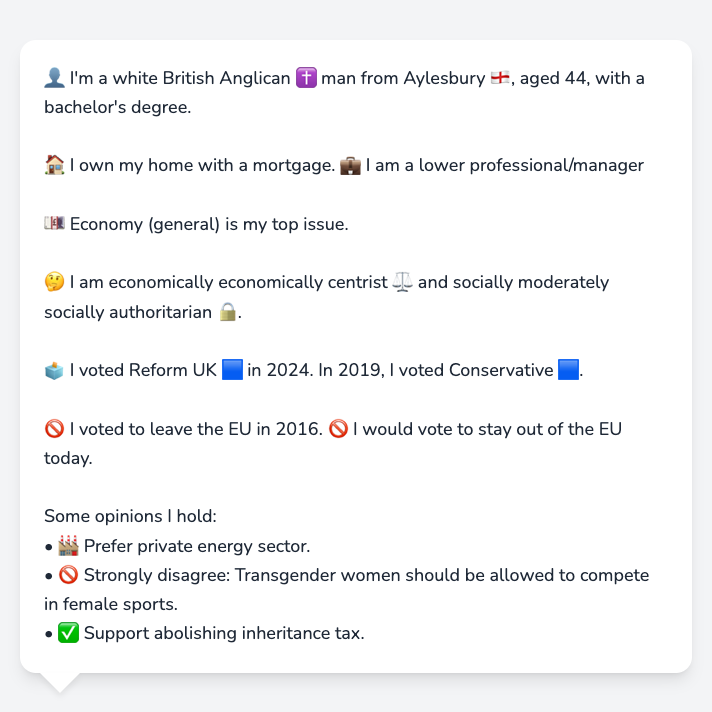 👤 I'm a white British Anglican ✝️ man from Aylesbury 🏴󠁧󠁢󠁥󠁮󠁧󠁿, aged 44, with a
bachelor's degree.
🏠 I own my home with a mortgage. 💼 I am a lower professional/manager
💷 Economy (general) is my top issue.
🤔 I am economically economically centrist ⚖️ and socially moderately
socially authoritarian 🔒.
🗳️ I voted Reform UK 🟦 in 2024. In 2019, I voted Conservative 🟦.
🚫 I voted to leave the EU in 2016. 🚫 I would vote to stay out of the EU
today.
Some opinions I hold:
• 🏭 Prefer private energy sector.
• 🚫 Strongly disagree: Transgender women should be allowed to compete
in female sports.
• ✅ Support abolishing inheritance tax.